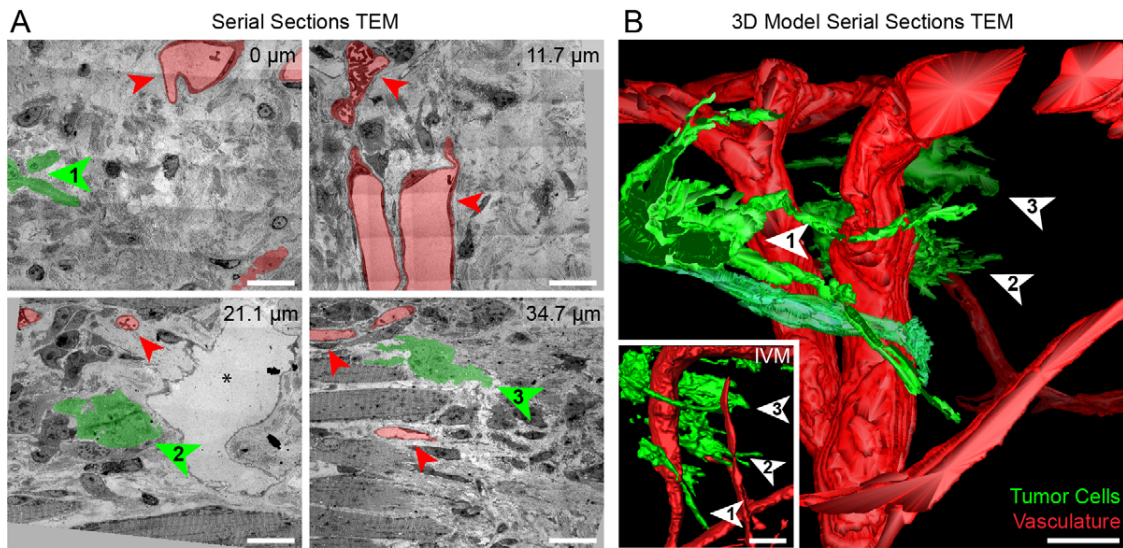 A
Serial Sections TEM
0 µm
1
11.7 µm
21.1 µm
*
2
34.7 µm
3
B
3D Model Serial Sections TEM
1
3
2
IVM
3
2
1
Tumor Cells
Vasculature